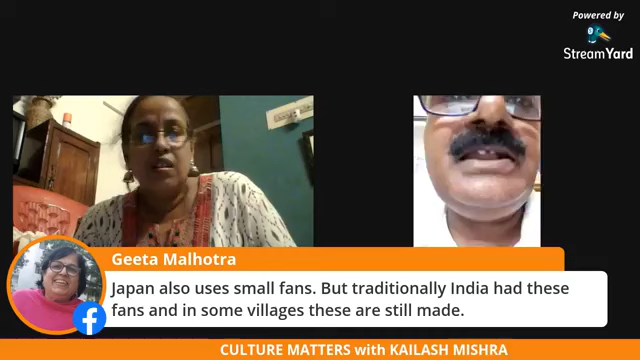 Powered by
StreamYard
Geeta Malhotra
Japan also uses small fans. But traditionally India had these
fans and in some villages these are still made.
CULTURE MATTERS with KAILASH MISHRA